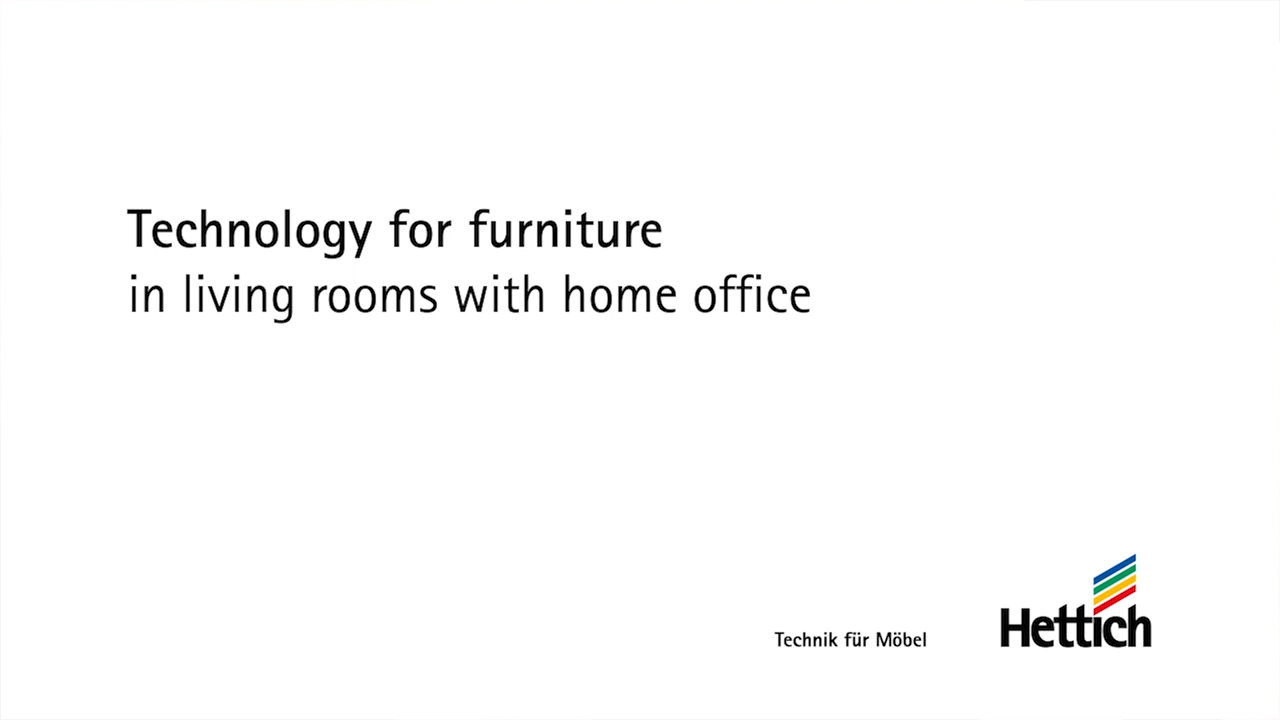 Technology for furniture
in living rooms with home office
Technik für Möbel
Hettich